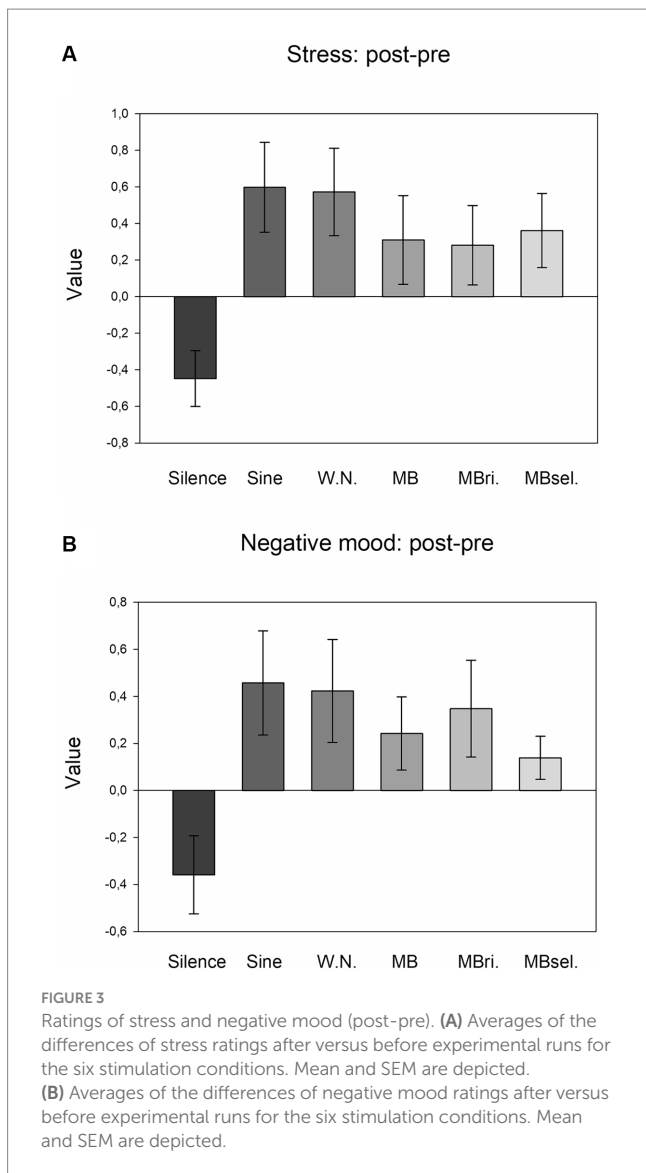 A
Stress: post-pre
1,0
0,8
0,6
0,4
0,2
0,0
-0,2
-0,4
-0,6
-0,8
Value
Silence Sine W.N. MB MBri. MBsel.
B
Negative mood: post-pre
0,8
0,6
0,4
0,2
0,0
-0,2
-0,4
-0,6
Value
Silence Sine W.N. MB MBri. MBsel.
FIGURE 3
Ratings of stress and negative mood (post-pre). (A) Averages of the
differences of stress ratings after versus before experimental runs for
the six stimulation conditions. Mean and SEM are depicted.
(B) Averages of the differences of negative mood ratings after versus
before experimental runs for the six stimulation conditions. Mean
and SEM are depicted.